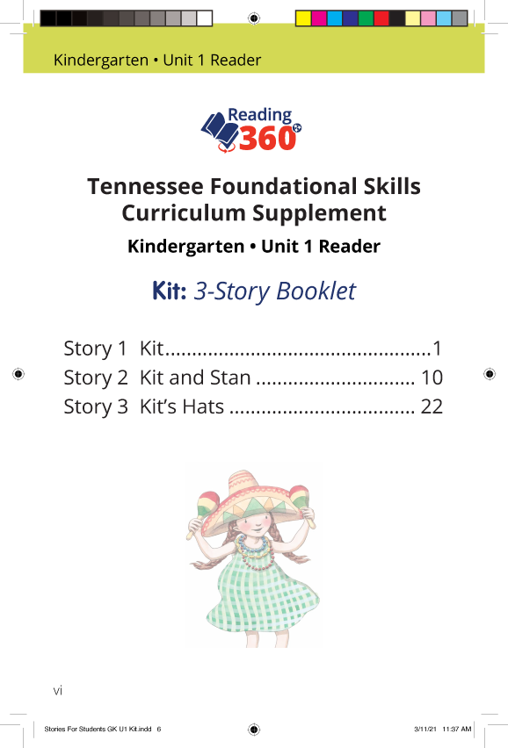 Kindergarten • Unit 1 Reader
Reading
360°
Tennessee Foundational Skills
Curriculum Supplement
Kindergarten • Unit 1 Reader
Kit: 3-Story Booklet
Story 1 Kit..................................................1
Story 2 Kit and Stan .............................. 10
Story 3 Kit's Hats ................................... 22
vi
Stories For Students GK U1 Kit.indd 6
3/11/21 11:37 AM